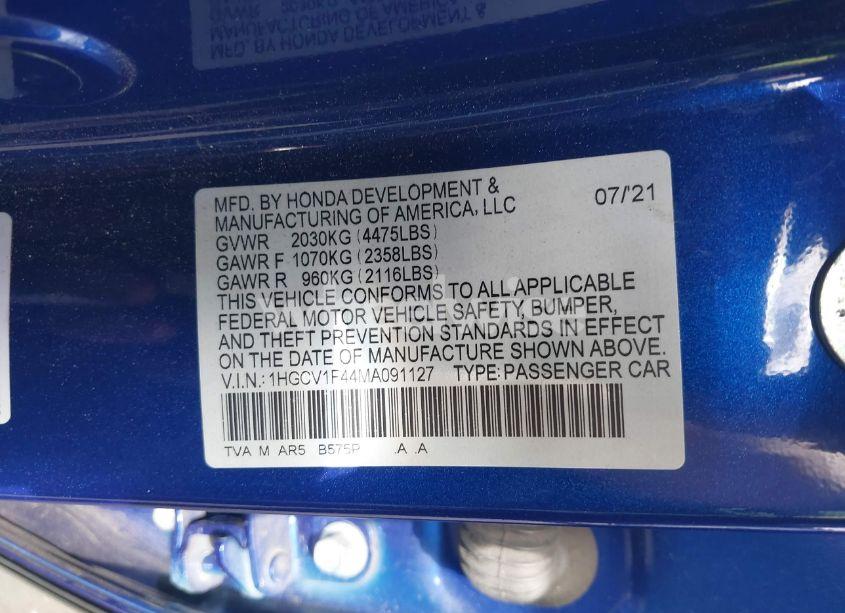 MFD. BY HONDA DEVELOPMENT &
MANUFACTURING OF AMERICA, LLC
07/'21
GVWR 2030KG (4475LBS)
GAWR F 1070KG (2358LBS)
GAWR R 960KG (2116LBS)
THIS VEHICLE CONFORMS TO ALL APPLICABLE
FEDERAL MOTOR VEHICLE SAFETY, BUMPER,
AND THEFT PREVENTION STANDARDS IN EFFECT
ON THE DATE OF MANUFACTURE SHOWN ABOVE.
V.I.N.: 1HGCV1F44MA091127 TYPE: PASSENGER CAR
TVA M AR5 B575P .A .A